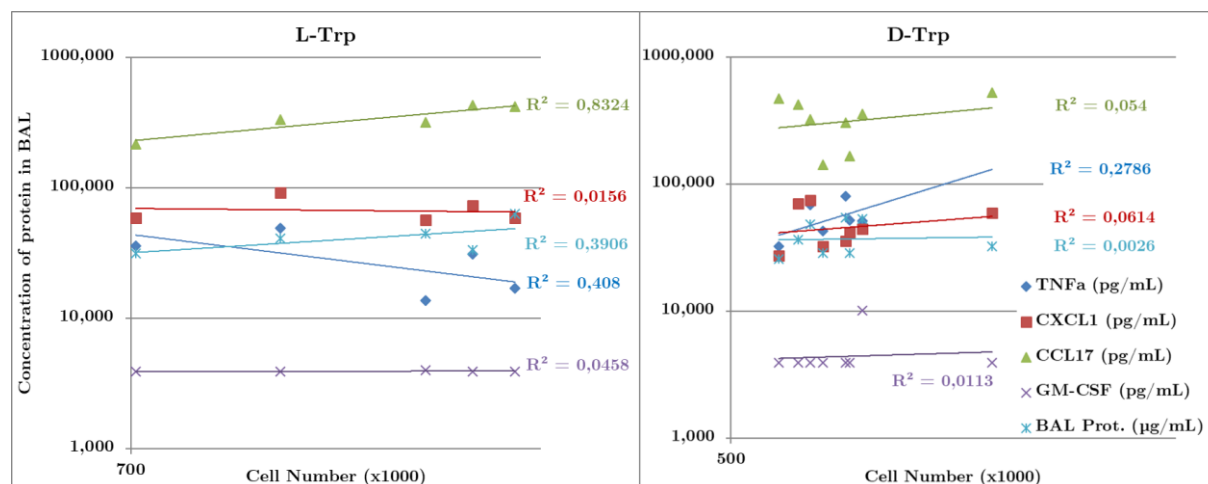 L-Trp
Concentration of protein in BAL
1000,000
100,000
10,000
1,000
R² = 0,8324
R² = 0,0156
R² = 0,3906
R² = 0,408
R² = 0,0458
700
Cell Number (x1000)
D-Trp
1000,000
100,000
10,000
1,000
R² = 0,054
R² = 0,2786
R² = 0,0614
R² = 0,0026
R² = 0,0113
TNFa (pg/mL)
CXCL1 (pg/mL)
CCL17 (pg/mL)
GM-CSF (pg/mL)
BAL Prot. (µg/mL)
500
Cell Number (x1000)